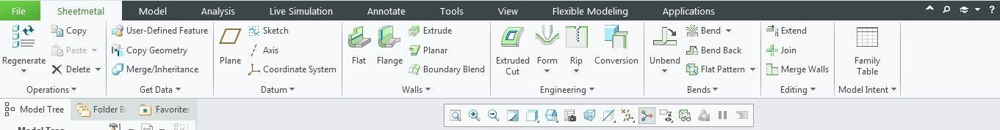 File Sheetmetal Model Analysis Live Simulation Annotate Tools View Flexible Modeling Applications
Regenerate
Copy
Paste
Delete
Operations
User-Defined Feature
Copy Geometry
Merge/Inheritance
Get Data
Plane
Sketch
Axis
Coordinate System
Datum
Flat
Flange
Extrude
Planar
Boundary Blend
Walls
Extruded
Cut
Form
Rip
Conversion
Engineering
Unbend
Bend
Bend Back
Flat Pattern
Bends
Extend
Join
Merge Walls
Editing
Family
Table
Model Intent
Model Tree Folder B Favorites
Model Tree